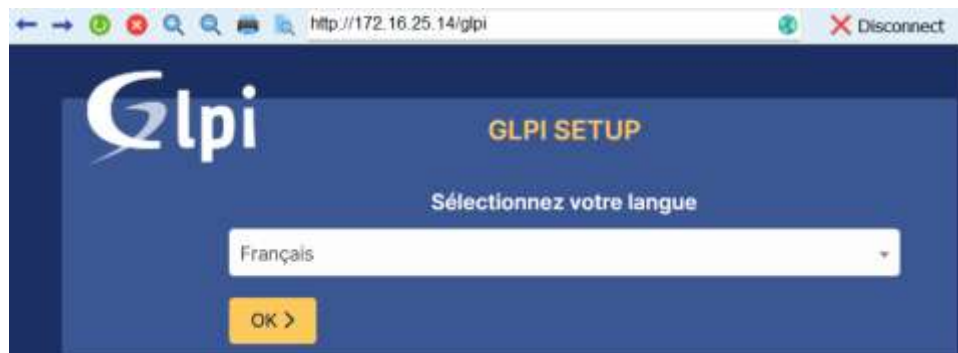 http://172.16.25.14/glpi
Disconnect
Glpi
GLPI SETUP
Sélectionnez votre langue
Français
OK >